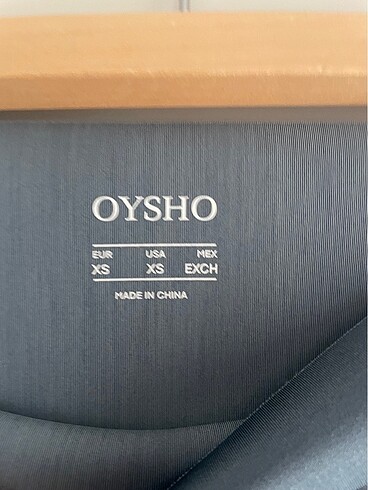 OYSHO
EUR USA MEX
XS XS EXCH
MADE IN CHINA